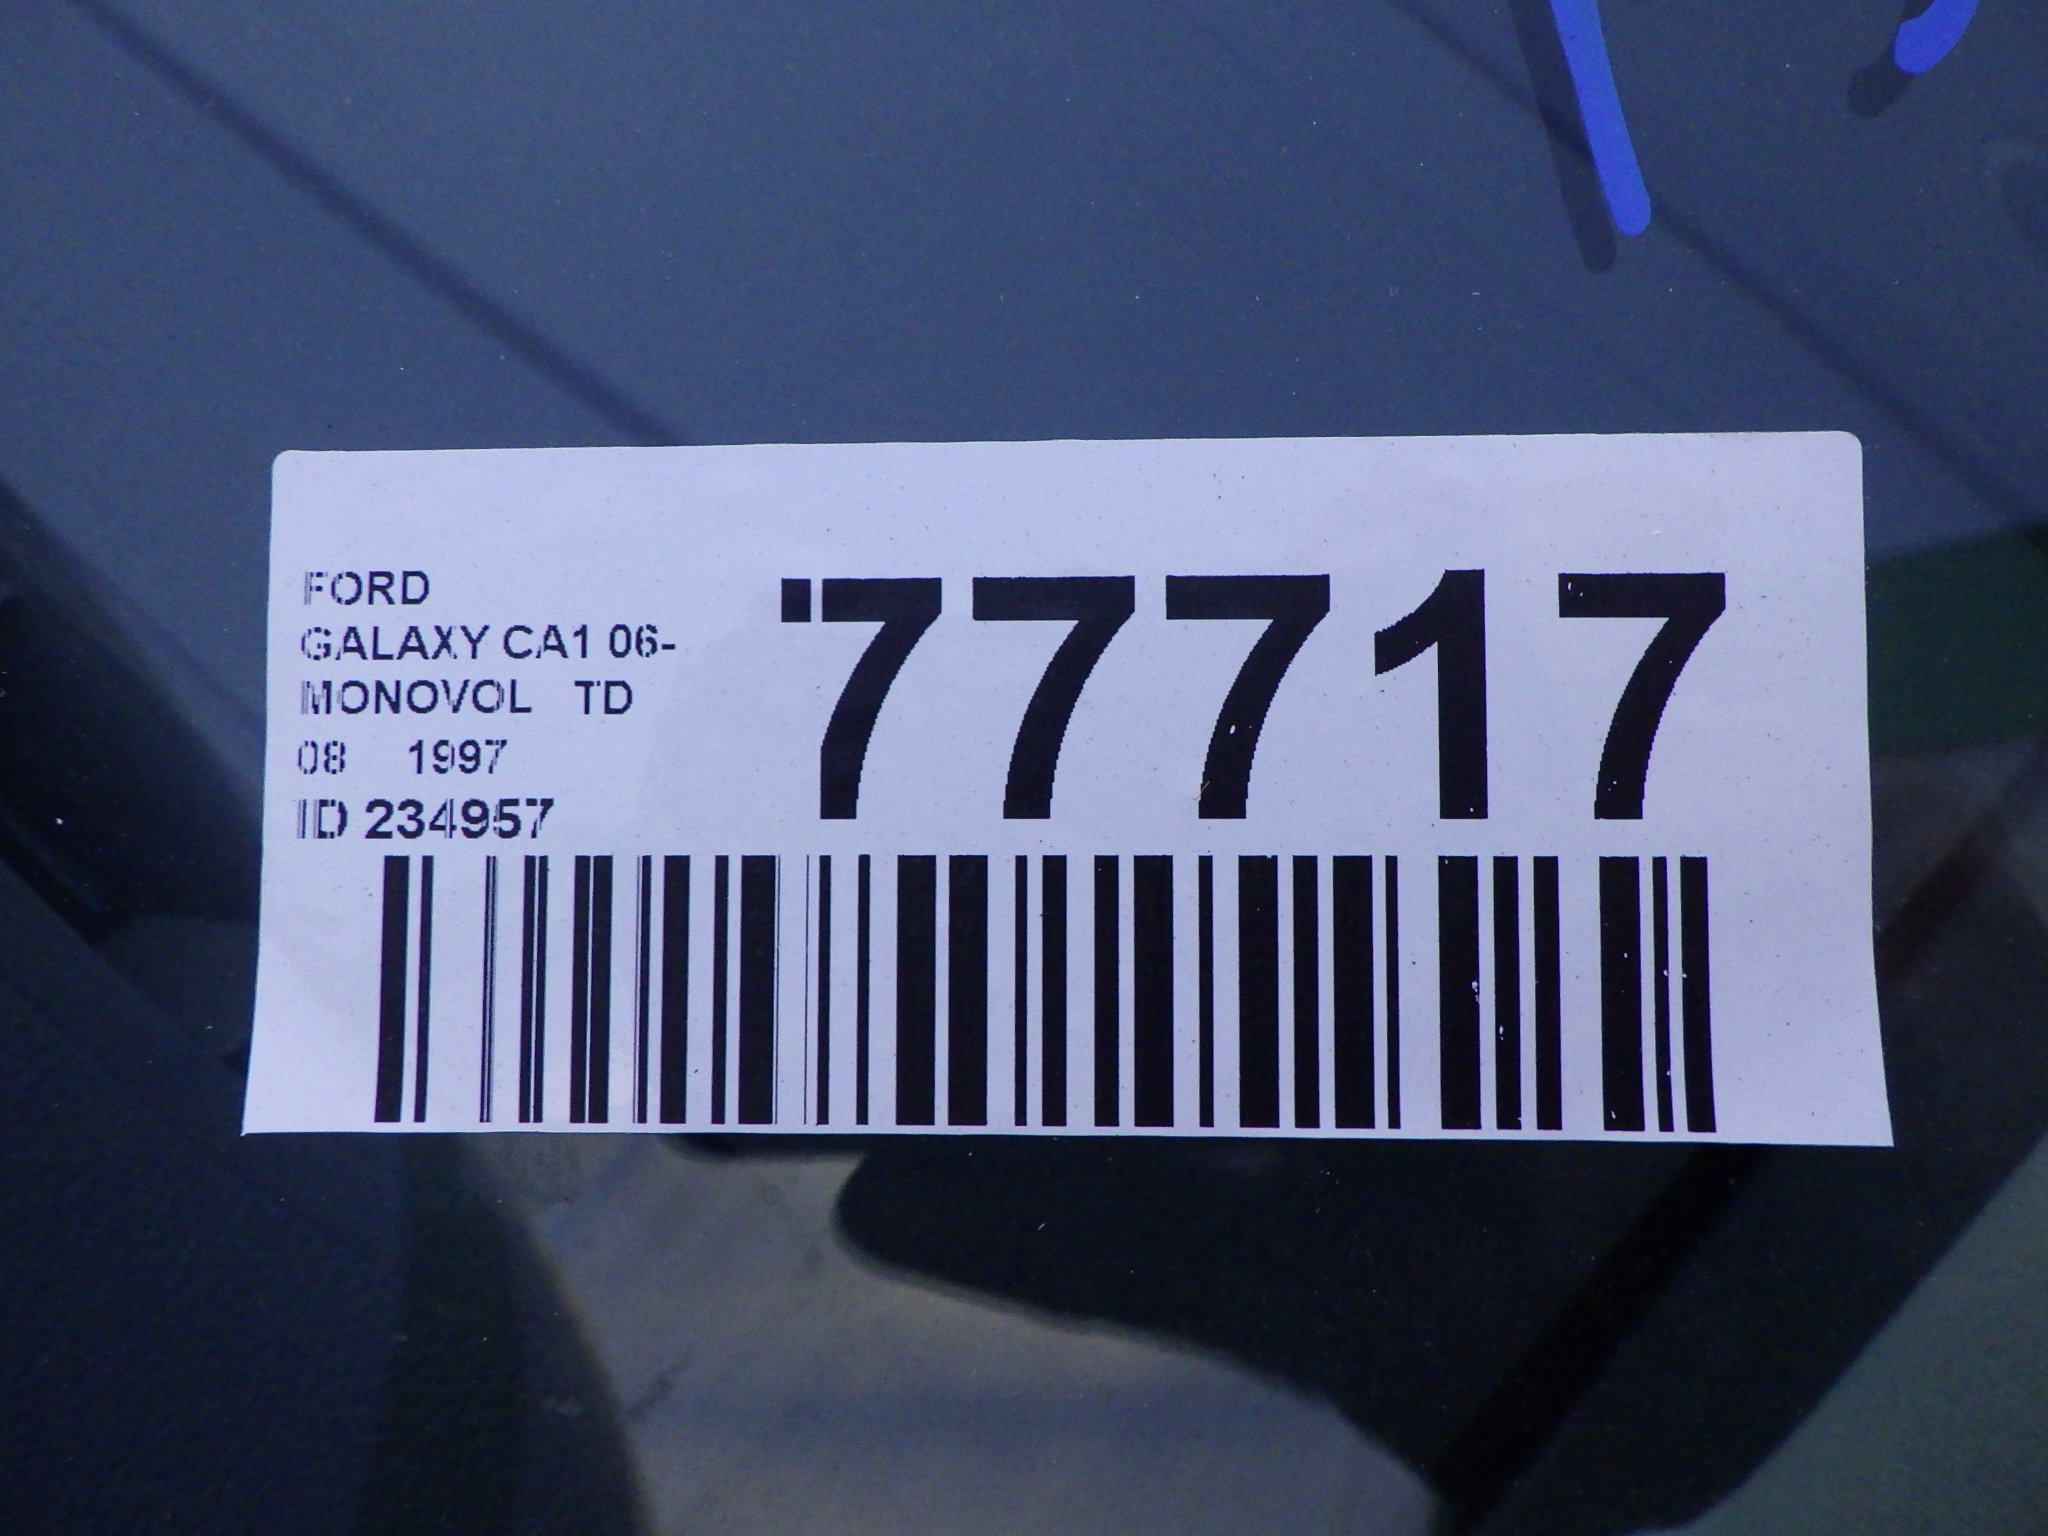 FORD
GALAXY CA1 06-
MONOVOL TD
08 1997
ID 234957
77717